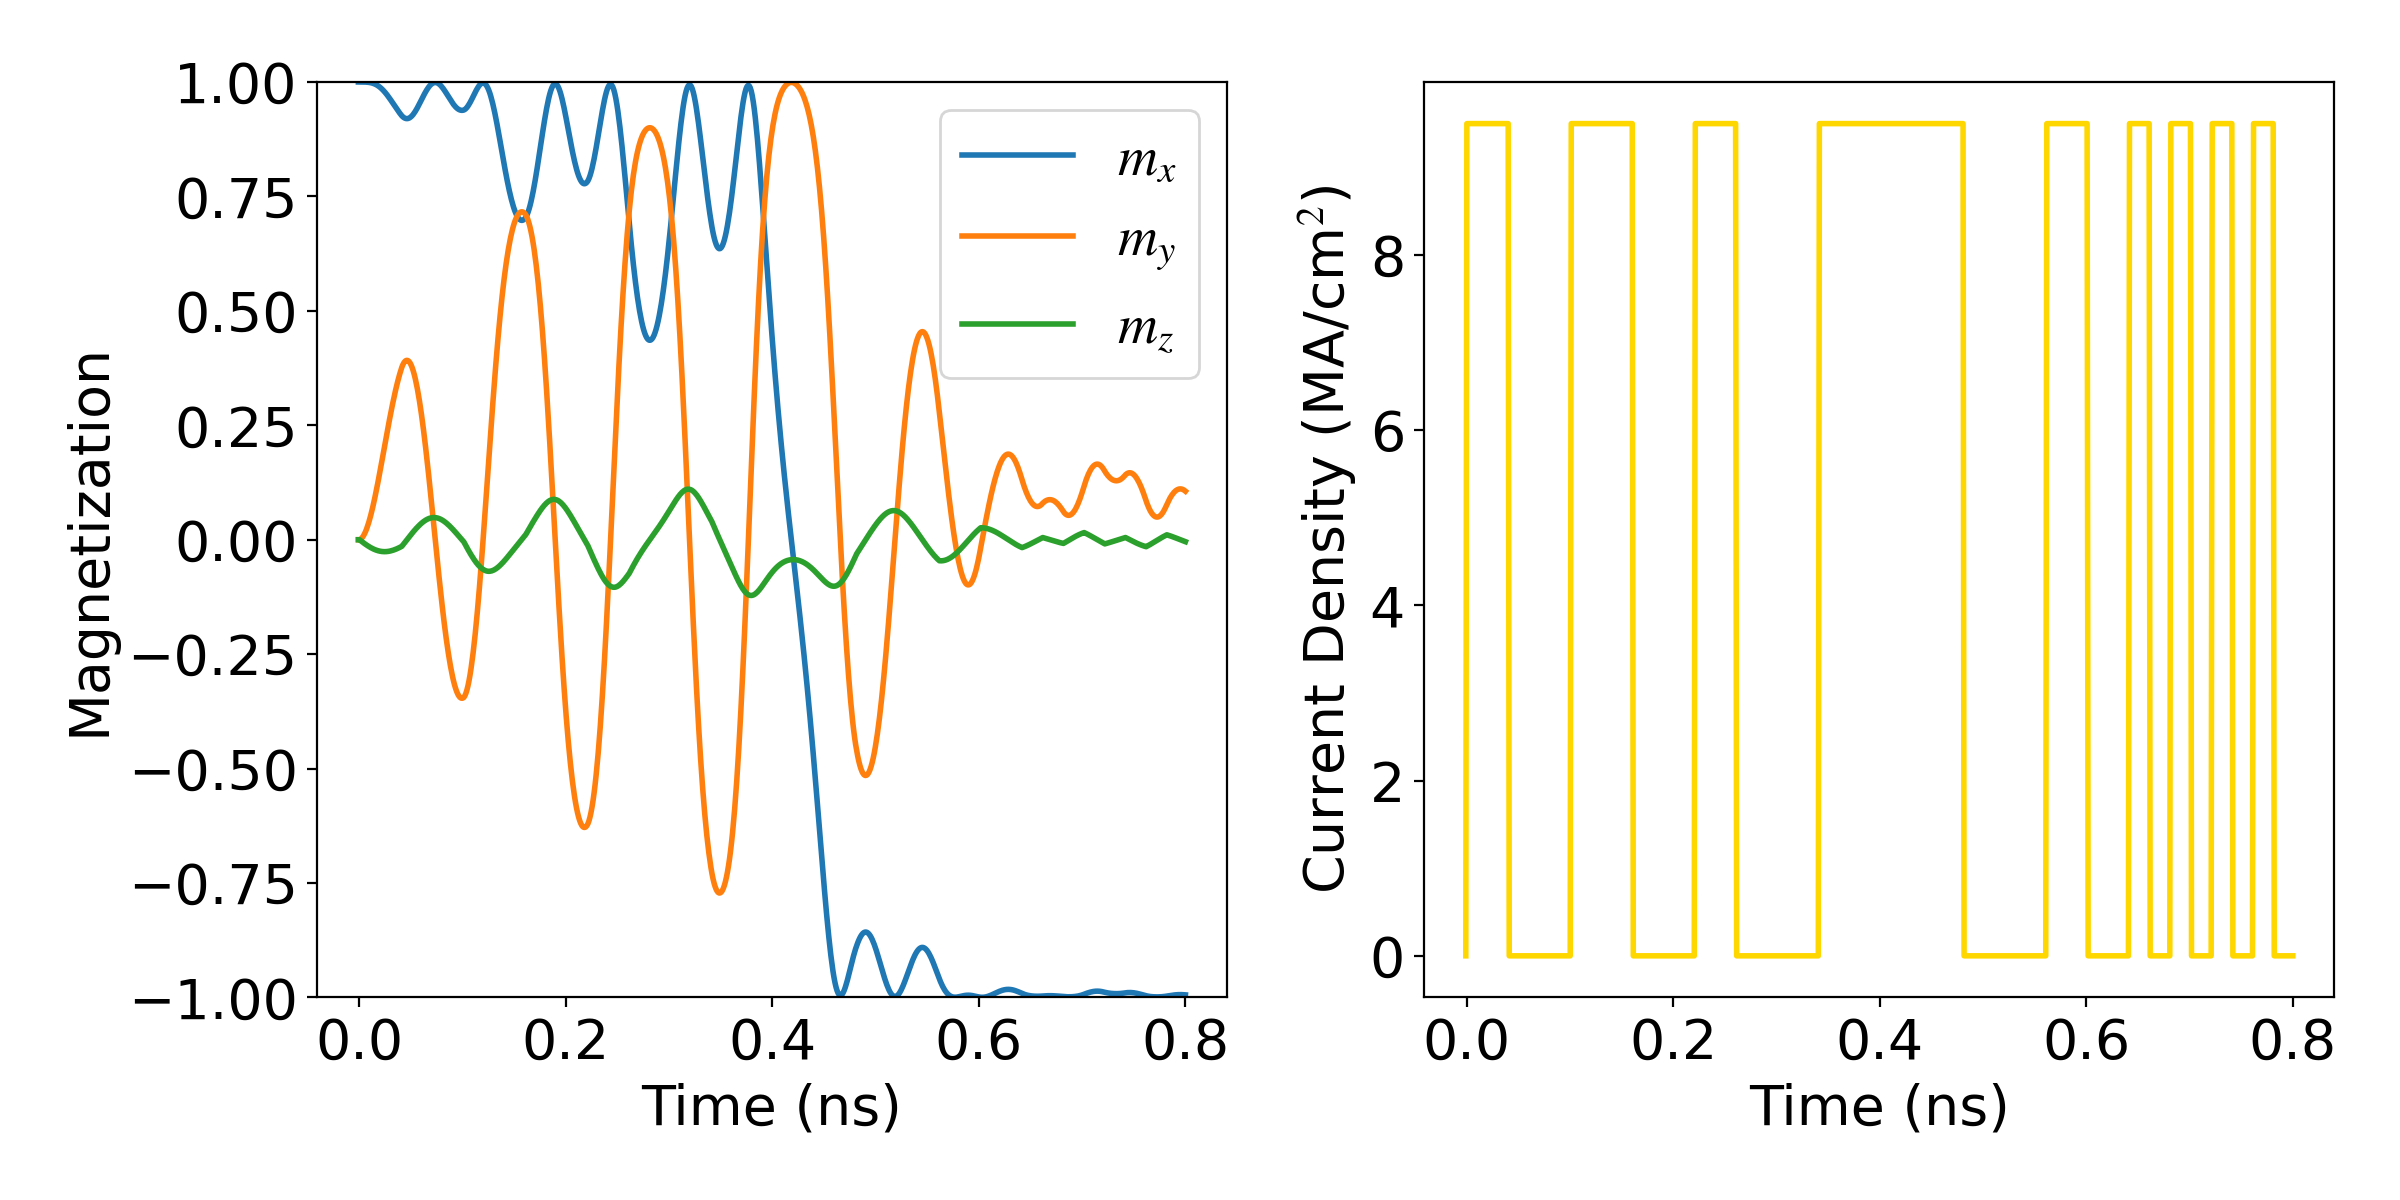 1.00
0.75
0.50
0.25
0.00
−0.25
−0.50
−0.75
−1.00
Magnetization
0.0 0.2 0.4 0.6 0.8
Time (ns)
m_x
m_y
m_z
8
6
4
2
0
Current Density (MA/cm²)
0.0 0.2 0.4 0.6 0.8
Time (ns)